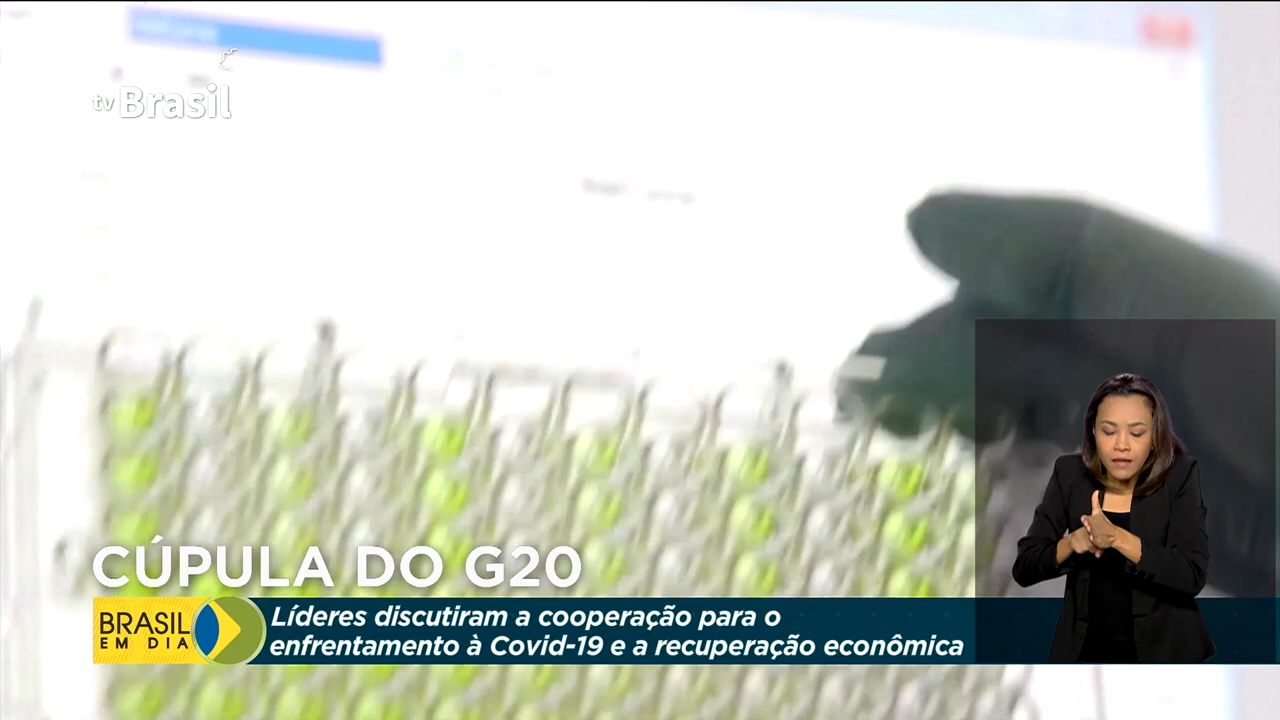 tv Brasil
CÚPULA DO G20
BRASIL
EM DIA
Líderes discutiram a cooperação para o
enfrentamento à Covid-19 e a recuperação econômica